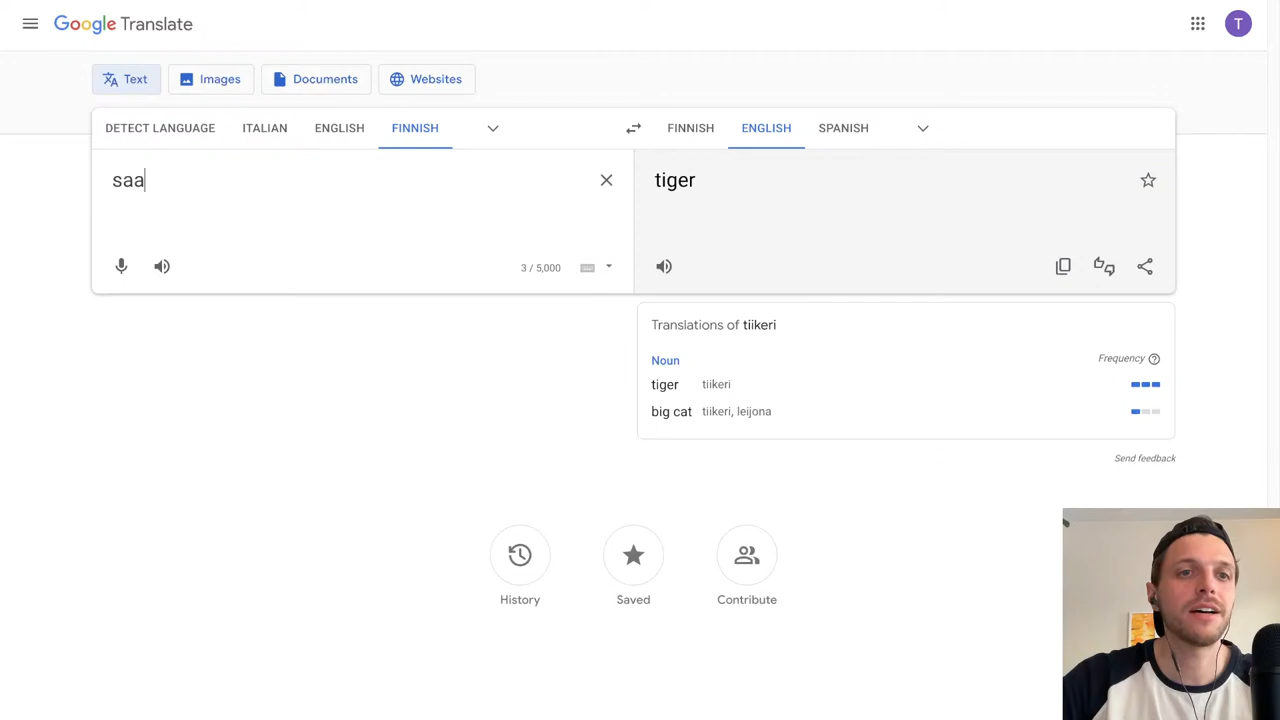 Google Translate
T
Text Images Documents Websites
DETECT LANGUAGE ITALIAN ENGLISH FINNISH FINNISH ENGLISH SPANISH
saa
tiger
3 / 5,000
Translations of tiikeri
Noun Frequency
tiger tiikeri
big cat tiikeri, leijona
Send feedback
History Saved Contribute